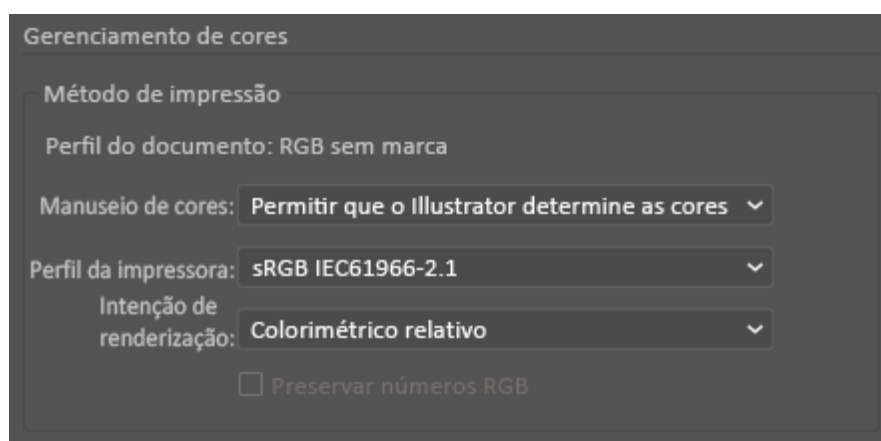 Gerenciamento de cores
Método de impressão
Perfil do documento: RGB sem marca
Manuseio de cores: Permitir que o Illustrator determine as cores
Perfil da impressora: sRGB IEC61966-2.1
Intenção de
renderização: Colorimétrico relativo
Preservar números RGB